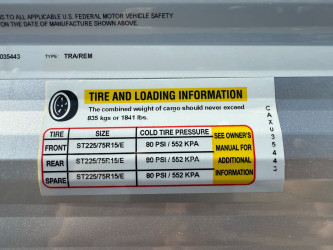 S TO ALL APPLICABLE U.S. FEDERAL MOTOR VEHICLE SAFETY
ON THE DATE OF MANUFACTURE SHOWN ABOVE.
035443 TYPE: TRA/REM
TIRE AND LOADING INFORMATION
The combined weight of cargo should never exceed
835 kgs or 1841 lbs.
TIRE SIZE COLD TIRE PRESSURE SEE OWNER'S
FRONT ST225/75R15/E 80 PSI / 552 KPA MANUAL FOR
REAR ST225/75R15/E 80 PSI / 552 KPA ADDITIONAL
SPARE ST225/75R15/E 80 PSI / 552 KPA INFORMATION
CAX035443